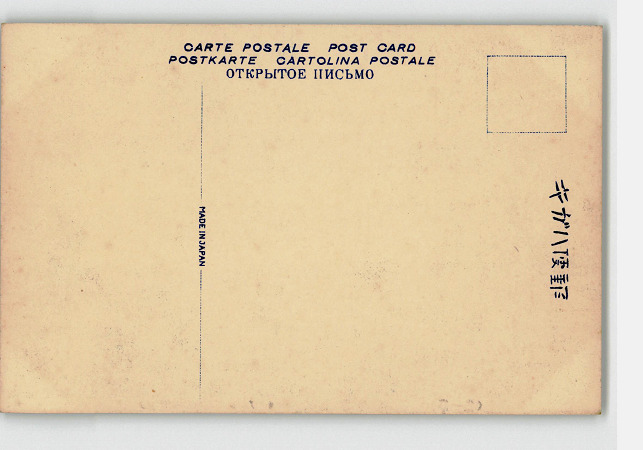 CARTE POSTALE POST CARD
POSTKARTE CARTOLINA POSTALE
ОТКРЫТОЕ ПИСЬМО
MADE IN JAPAN
キガハ便郵